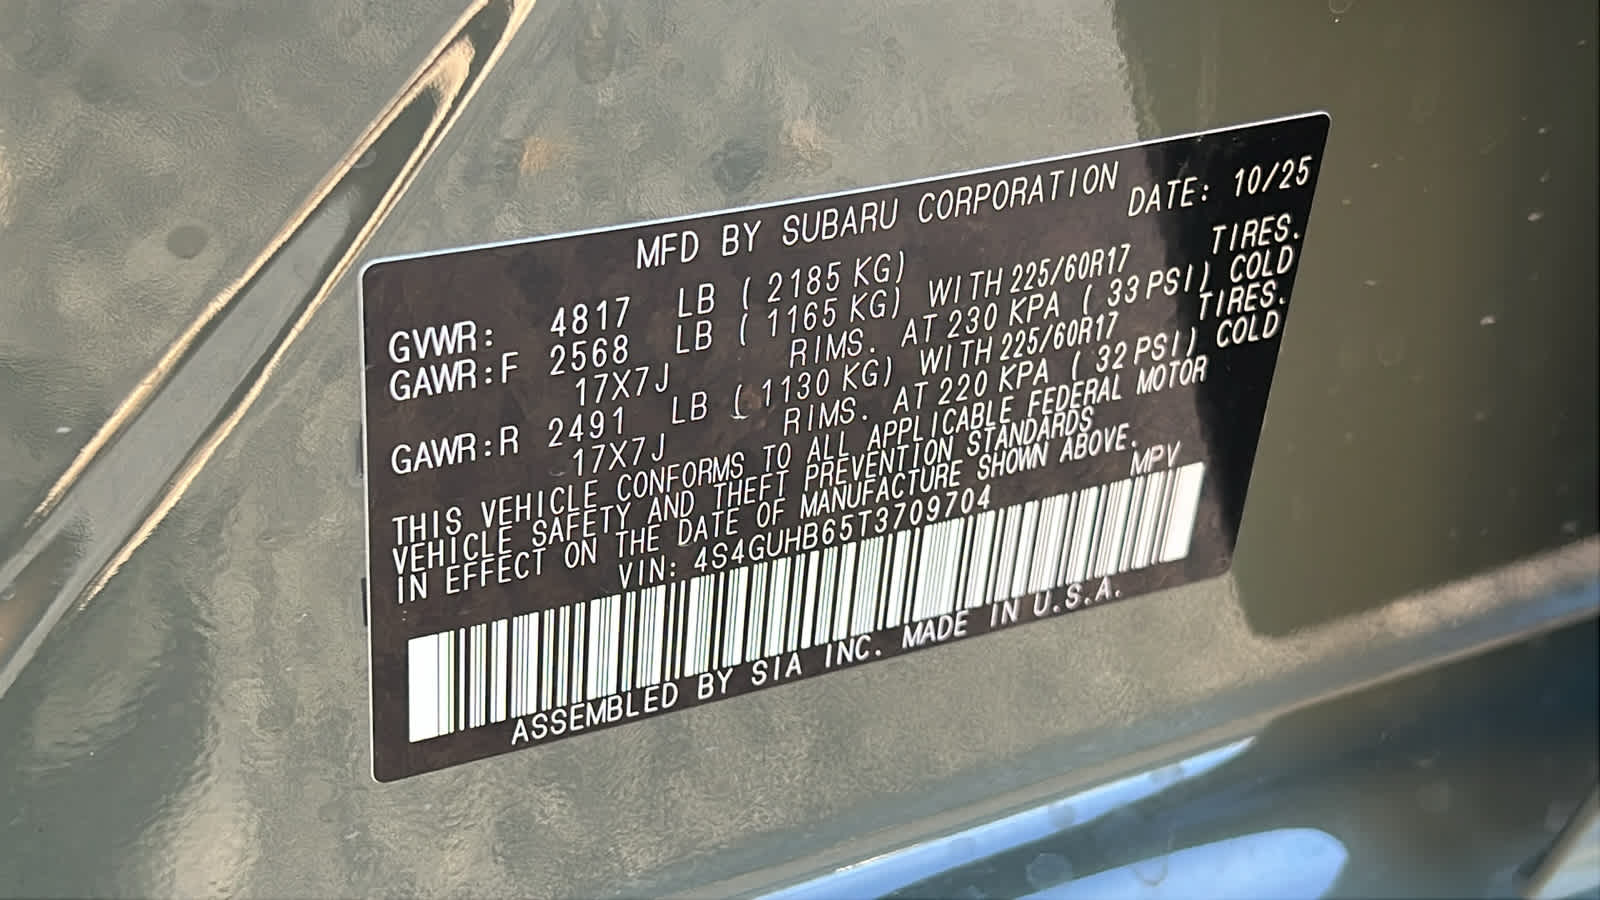 MFD BY SUBARU CORPORATION
DATE: 10/25
GVWR: 4817 LB ( 2185 KG)
GAWR:F 2568 LB ( 1165 KG) WITH 225/60R17 TIRES.
17X7J RIMS. AT 230 KPA ( 33 PSI) COLD
GAWR:R 2491 LB ( 1130 KG) WITH 225/60R17 TIRES.
17X7J RIMS. AT 220 KPA ( 32 PSI) COLD
THIS VEHICLE CONFORMS TO ALL APPLICABLE FEDERAL MOTOR
VEHICLE SAFETY AND THEFT PREVENTION STANDARDS
IN EFFECT ON THE DATE OF MANUFACTURE SHOWN ABOVE.
VIN: 4S4GUHB65T3709704 MPV
ASSEMBLED BY SIA INC. MADE IN U.S.A.